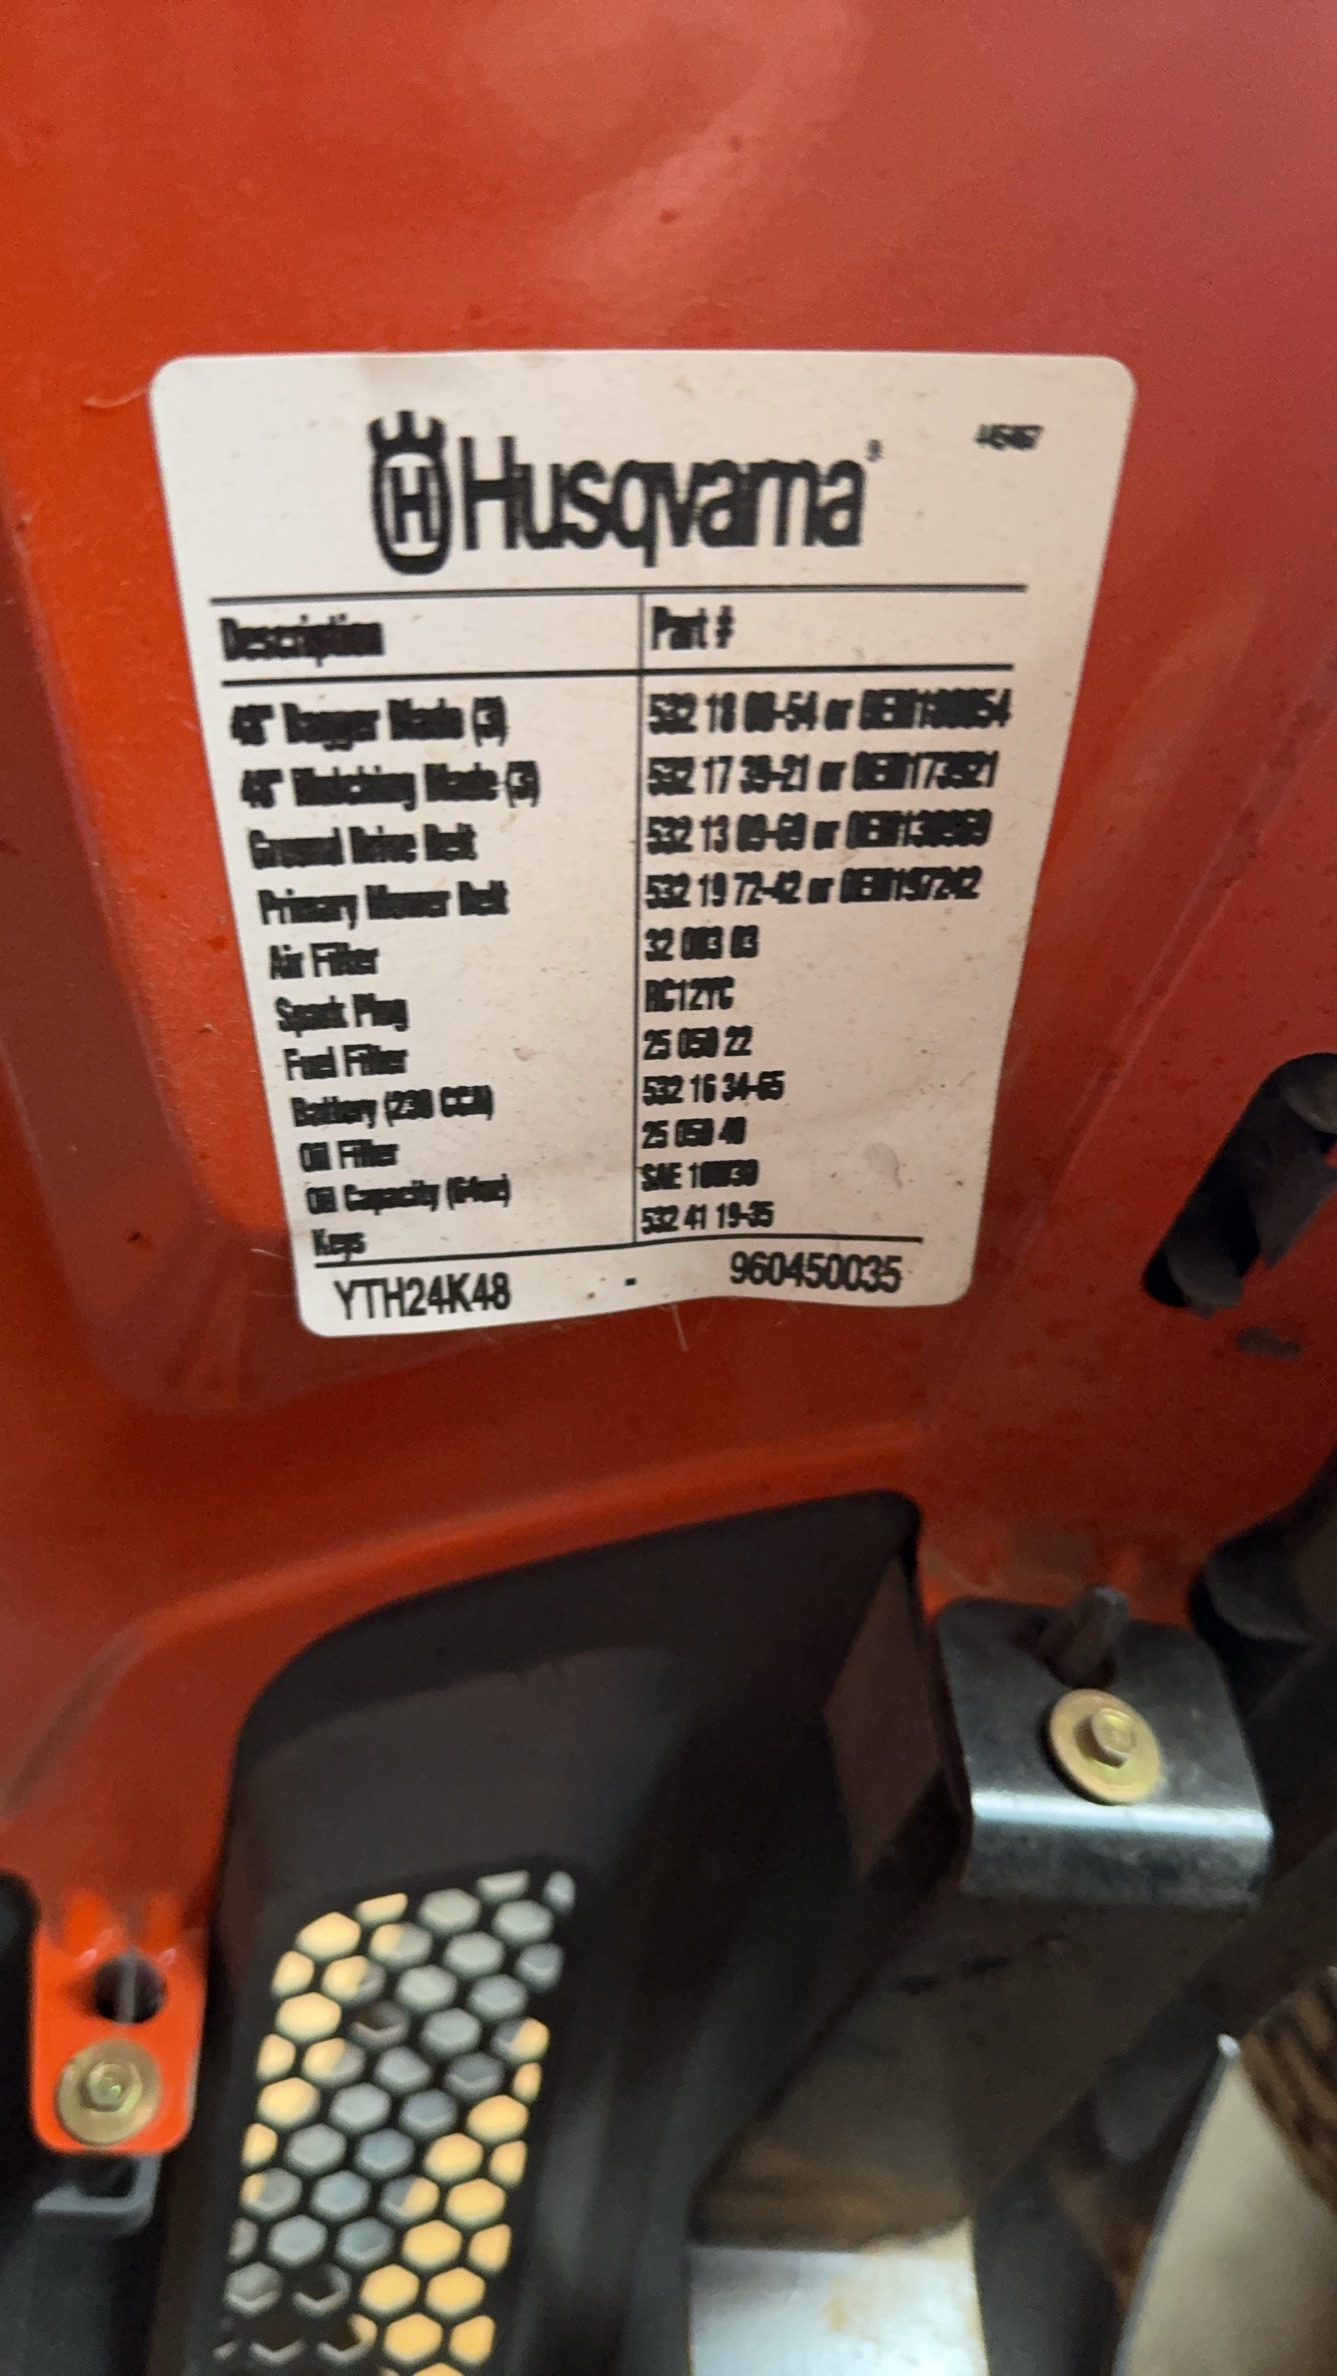 Husqvarna®
Description Part #
48" Bagger Blade (3) 532 18 00-54 or OEM180054
48" Mulching Blade (3) 532 17 39-21 or OEM173921
Ground Drive Belt 532 13 09-69 or OEM130969
Primary Mower Belt 532 19 72-42 or OEM197242
Air Filter 32 083 03
Spark Plug RC12YC
Fuel Filter 25 050 22
Battery (230 CCA) 532 16 34-65
Oil Filter 25 050 40
Oil Capacity (64oz) SAE 10W30
Keys 532 41 19-35
YTH24K48 - 960450035